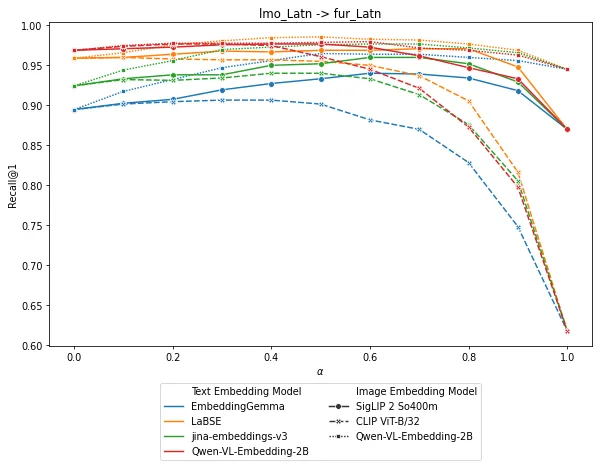 lmo_Latn -> fur_Latn
1.00
0.95
0.90
0.85
0.80
0.75
0.70
0.65
0.60
Recall@1
0.0 0.2 0.4 0.6 0.8 1.0
α
Text Embedding Model Image Embedding Model
EmbeddingGemma SigLIP 2 So400m
LaBSE CLIP ViT-B/32
jina-embeddings-v3 Qwen-VL-Embedding-2B
Qwen-VL-Embedding-2B